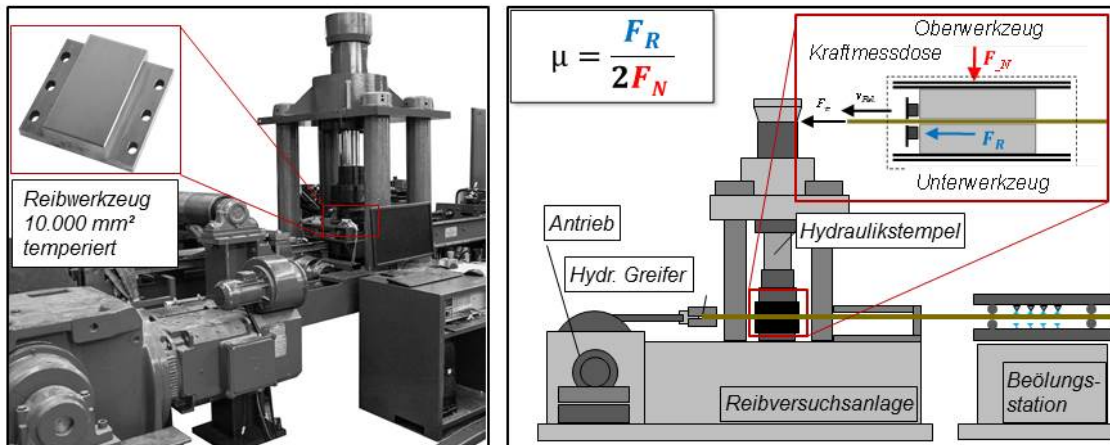 Reibwerkzeug
10.000 mm²
temperiert
μ = F_R / 2F_N
Oberwerkzeug
Kraftmessdose
F_N
v_Rel.
F_R
Unterwerkzeug
Antrieb
Hydraulikstempel
Hydr. Greifer
Reibversuchsanlage
Beölungs-
station